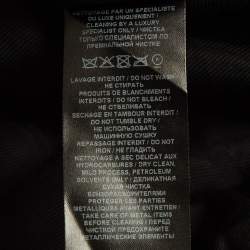 NETTOYAGE PAR UN SPECIALISTE
DU LUXE UNIQUEMENT /
CLEANING BY A LUXURY
SPECIALIST ONLY / ЧИСТКА
ТОЛЬКО СПЕЦИАЛИСТОМ ПО
ПРЕМИАЛЬНОЙ ЧИСТКЕ
LAVAGE INTERDIT / DO NOT WASH /
НЕ СТИРАТЬ
PRODUITS DE BLANCHIMENTS
INTERDITS / DO NOT BLEACH /
НЕ ОТБЕЛИВАТЬ
SECHAGE EN TAMBOUR INTERDIT /
DO NOT TUMBLE DRY /
НЕ ИСПОЛЬЗОВАТЬ
МАШИННУЮ СУШКУ
REPASSAGE INTERDIT / DO NOT
IRON / НЕ ГЛАДИТЬ
NETTOYAGE A SEC DELICAT AUX
HYDROCARBURES / DRY CLEAN,
MILD PROCESS, PETROLEUM
SOLVENTS ONLY / ДЕЛИКАТНАЯ
СУХАЯ ЧИСТКА
БЕНЗОРАСТВОРИТЕЛЯМИ
PROTEGER LES PARTIES
METALLIQUES AVANT ENTRETIEN /
TAKE CARE OF METAL ITEMS
BEFORE CLEANING / ПЕРЕД
ЧИСТКОЙ ПРЕДОХРАНИТЕ
МЕТАЛЛИЧЕСКИЕ ЭЛЕМЕНТЫ